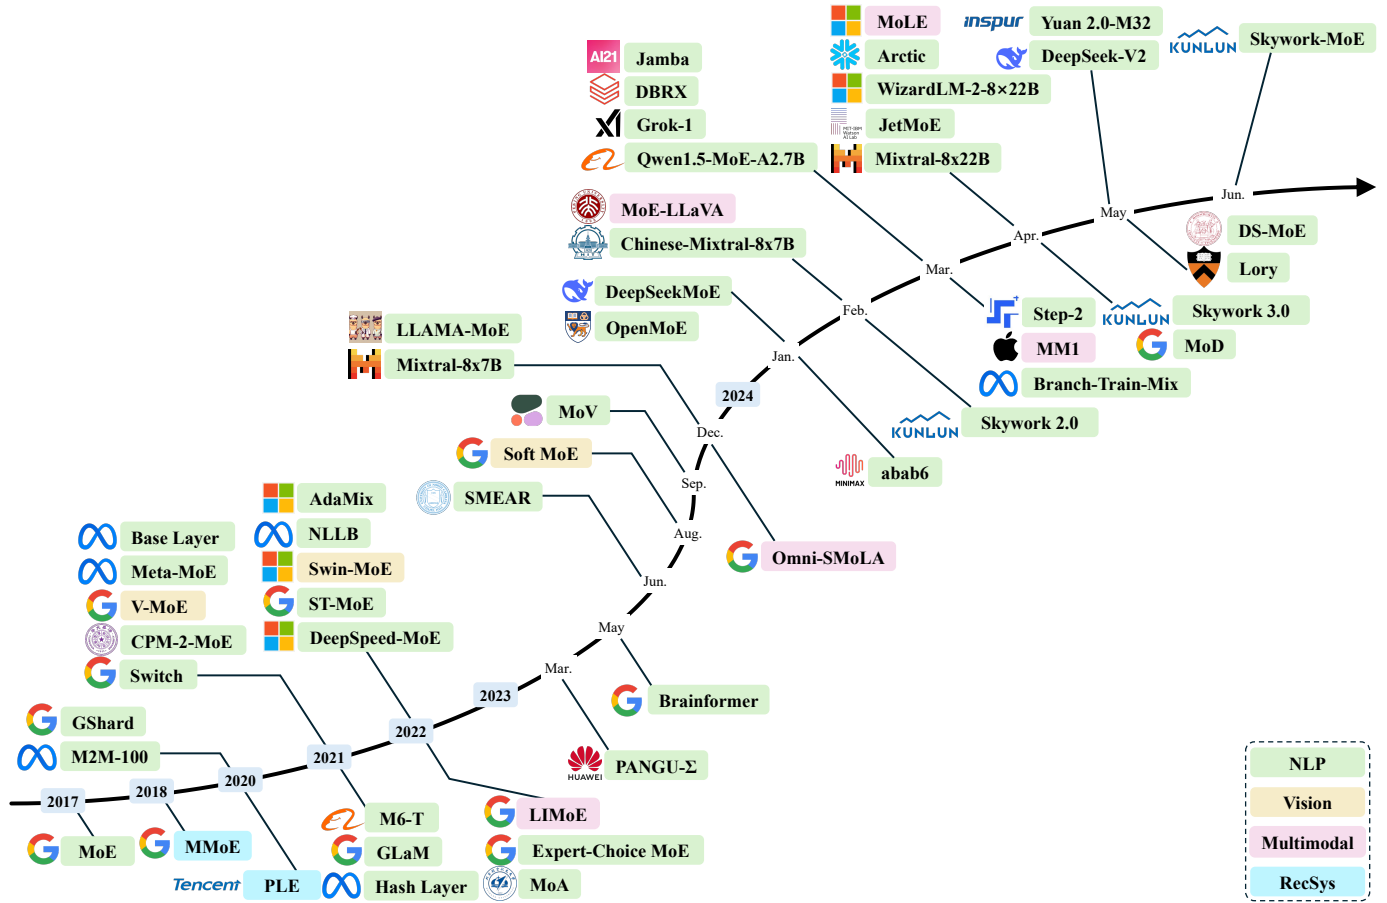 MoLE
inspur
Yuan 2.0-M32
KUNLUN
Skywork-MoE
AI21
Jamba
Arctic
DeepSeek-V2
DBRX
WizardLM-2-8×22B
Grok-1
MIT-IBM
Watson
AI Lab
JetMoE
Qwen1.5-MoE-A2.7B
Mixtral-8x22B
Jun.
MoE-LLaVA
May
DS-MoE
Chinese-Mixtral-8x7B
Apr.
Mar.
Lory
DeepSeekMoE
Feb.
Step-2
KUNLUN
Skywork 3.0
LLAMA-MoE
OpenMoE
MM1
MoD
Mixtral-8x7B
Jan.
Branch-Train-Mix
2024
MoV
KUNLUN
Skywork 2.0
Dec.
Soft MoE
MINIMAX
abab6
SMEAR
Sep.
AdaMix
Base Layer
NLLB
Aug.
Omni-SMoLA
Meta-MoE
Swin-MoE
Jun.
V-MoE
ST-MoE
CPM-2-MoE
DeepSpeed-MoE
May
Switch
Mar.
2023
Brainformer
GShard
2022
M2M-100
2021
HUAWEI
PANGU-Σ
NLP
2017
2018
2020
Vision
M6-T
LIMoE
MoE
MMoE
GLaM
Expert-Choice MoE
Multimodal
Tencent
PLE
Hash Layer
MoA
RecSys